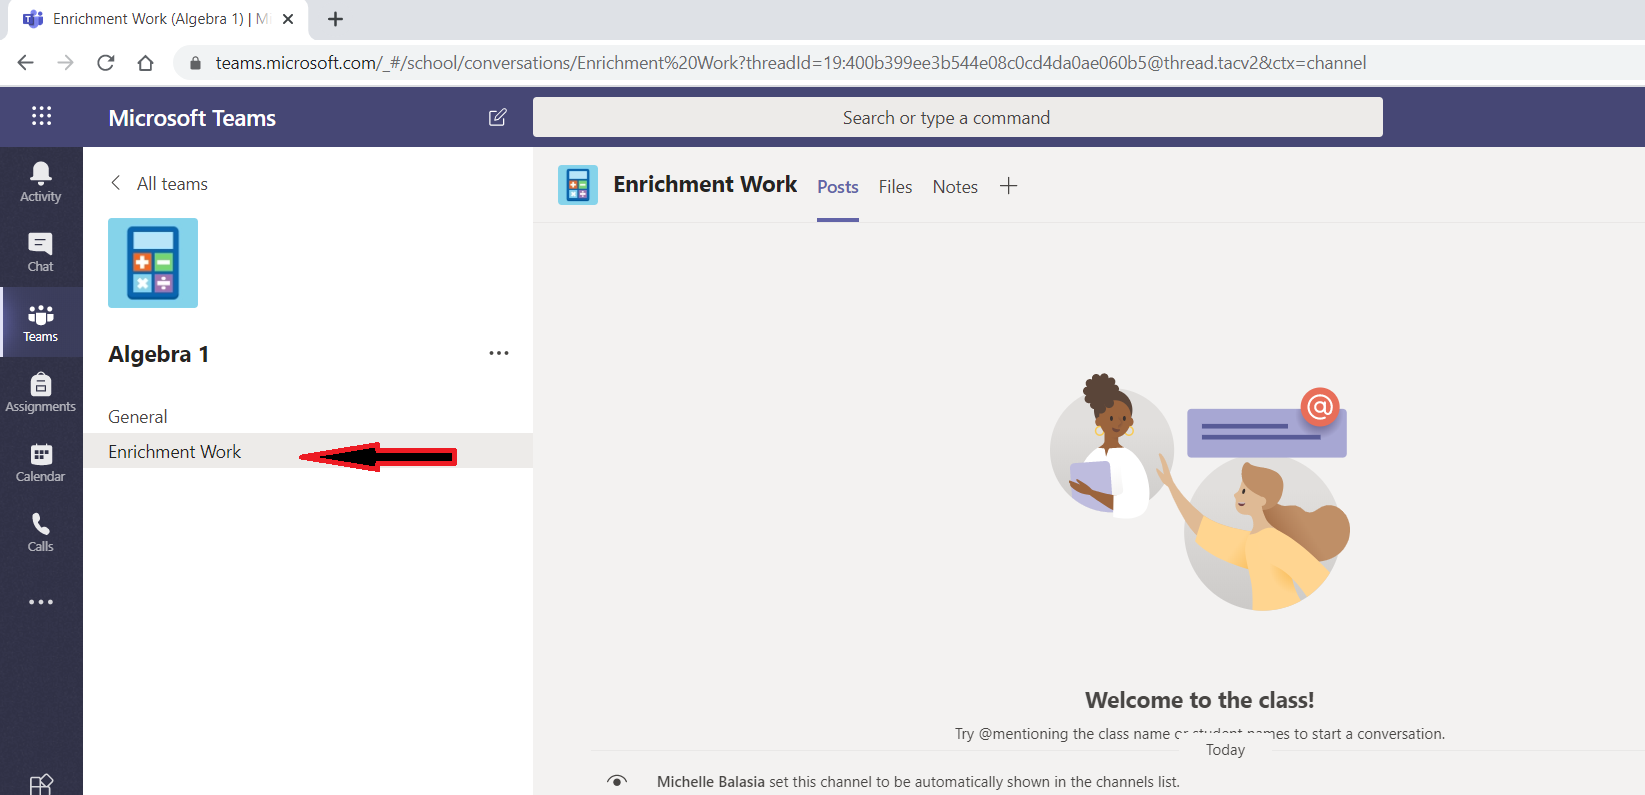 Enrichment Work (Algebra 1) | M
teams.microsoft.com/_#/school/conversations/Enrichment%20Work?threadId=19:400b399ee3b544e08c0cd4da0ae060b5@thread.tacv2&ctx=channel
Microsoft Teams
Search or type a command
Activity
Chat
Teams
Assignments
Calendar
Calls
All teams
Algebra 1
General
Enrichment Work
Enrichment Work
Posts
Files
Notes
@
Welcome to the class!
Try @mentioning the class name or student names to start a conversation.
Today
Michelle Balasia set this channel to be automatically shown in the channels list.